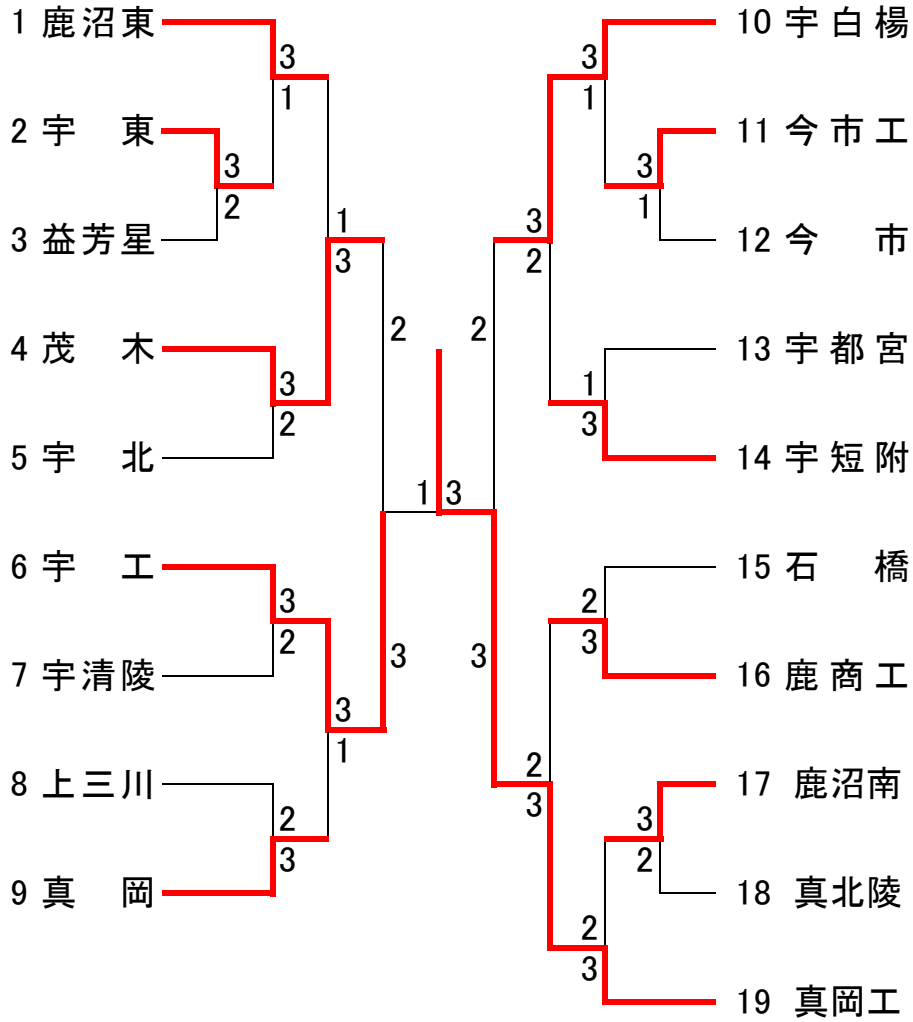 1 鹿沼東
2 宇　東
3 益芳星
4 茂　木
5 宇　北
6 宇　工
7 宇清陵
8 上三川
9 真　岡
3
1
3
2
1
3
3
2
2
3
2
3
3
1
2
3
1
3
2
3
3
1
3
1
3
2
1
3
2
3
2
3
3
2
2
3
10 宇白楊
11 今市工
12 今　市
13 宇都宮
14 宇短附
15 石　橋
16 鹿商工
17 鹿沼南
18 真北陵
19 真岡工